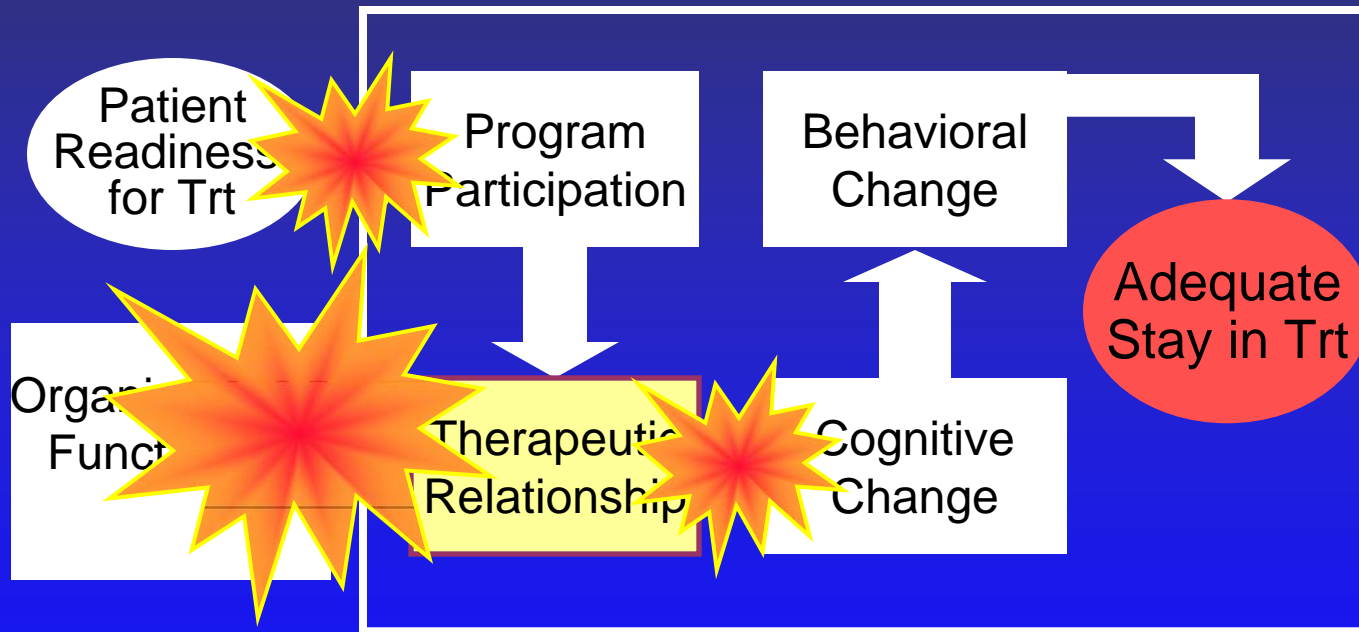 Patient
Readiness
for Trt
Program
Participation
Behavioral
Change
Adequate
Stay in Trt
Therapeutic
Relationship
Cognitive
Change